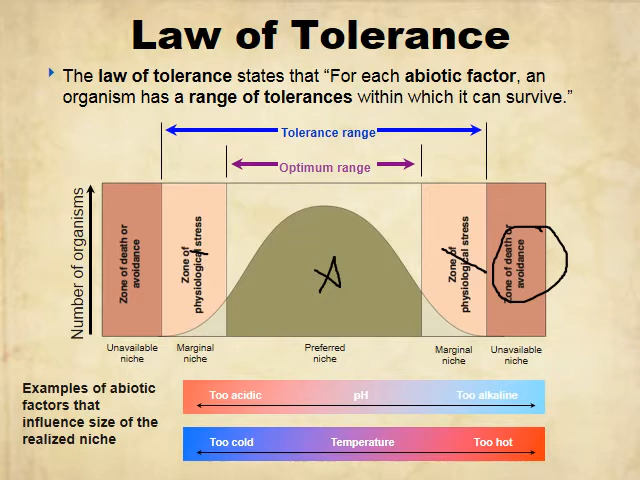 Law of Tolerance
The law of tolerance states that “For each abiotic factor, an
organism has a range of tolerances within which it can survive.”
Tolerance range
Optimum range
Number of organisms
Zone of death or
avoidance
Zone of
physiological stress
Zone of
physiological stress
Zone of death or
avoidance
Unavailable
niche
Marginal
niche
Preferred
niche
Marginal
niche
Unavailable
niche
Examples of abiotic
factors that
influence size of the
realized niche
Too acidic pH Too alkaline
Too cold Temperature Too hot